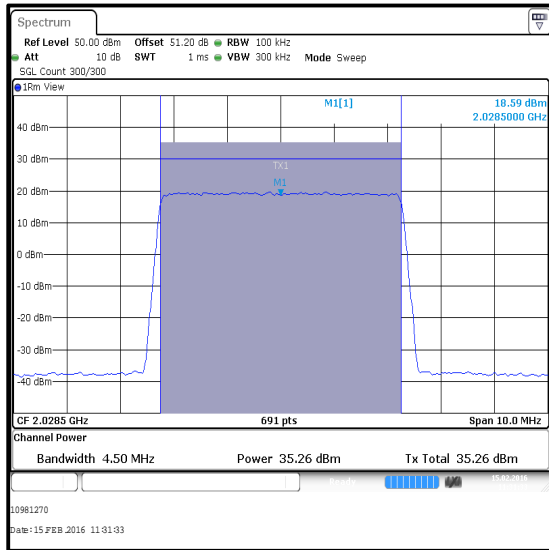 Spectrum
Ref Level 50.00 dBm Offset 51.20 dB RBW 100 kHz
Att 10 dB SWT 1 ms VBW 300 kHz Mode Sweep
SGL Count 300/300
1Rm View
M1[1] 18.59 dBm
2.0285000 GHz
40 dBm
30 dBm
TX1
M1
20 dBm
10 dBm
0 dBm
-10 dBm
-20 dBm
-30 dBm
-40 dBm
CF 2.0285 GHz 691 pts Span 10.0 MHz
Channel Power
Bandwidth 4.50 MHz Power 35.26 dBm Tx Total 35.26 dBm
Ready 15.02.2016
10981270
Date: 15.FEB.2016 11:31:33